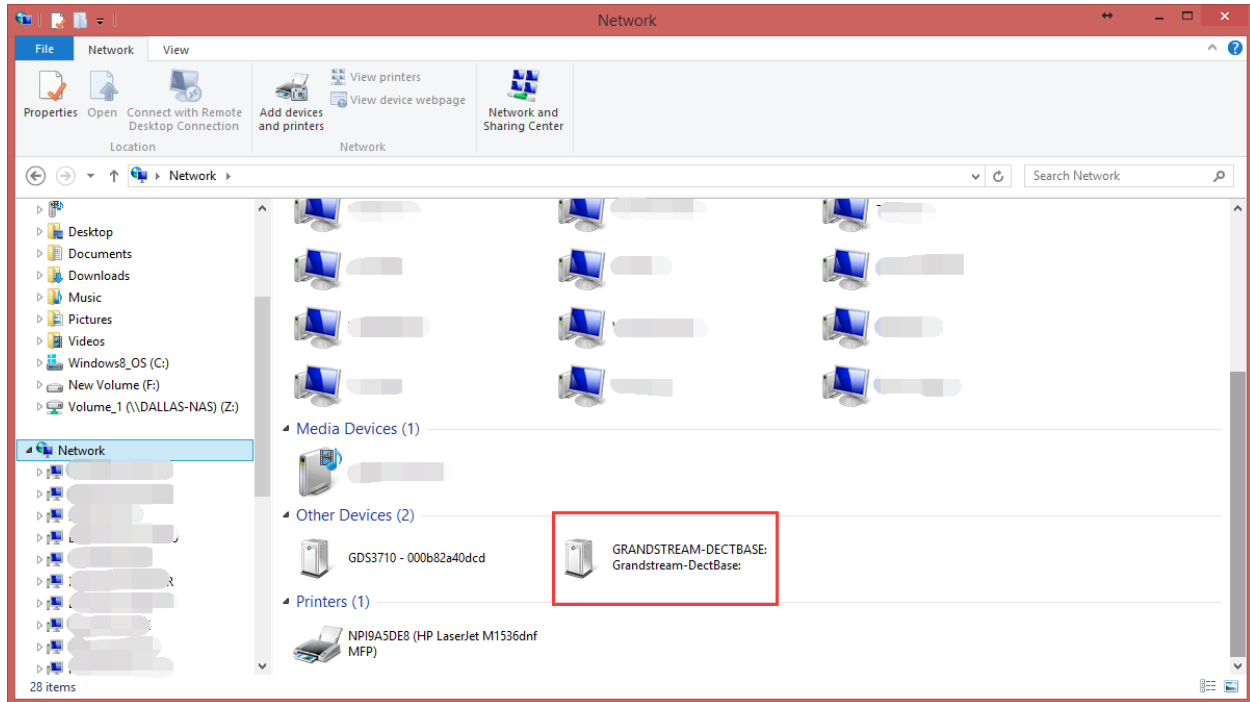 Network
File
Network
View
Properties
Open
Connect with Remote
Desktop Connection
Location
Add devices
and printers
View printers
View device webpage
Network
Network and
Sharing Center
Network
Search Network
Desktop
Documents
Downloads
Music
Pictures
Videos
Windows8_OS (C:)
New Volume (F:)
Volume_1 (\\DALLAS-NAS) (Z:)
Network
Media Devices (1)
Other Devices (2)
GDS3710 - 000b82a40dcd
GRANDSTREAM-DECTBASE:
Grandstream-DectBase:
Printers (1)
NPI9A5DE8 (HP LaserJet M1536dnf
MFP)
28 items